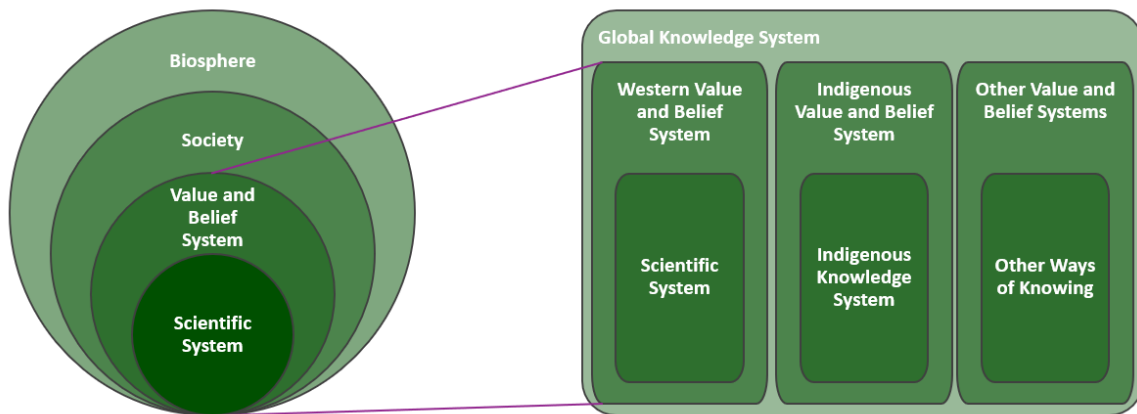 Biosphere
Society
Value and
Belief
System
Scientific
System
Global Knowledge System
Western Value
and Belief
System
Scientific
System
Indigenous
Value and Belief
System
Indigenous
Knowledge
System
Other Value and
Belief Systems
Other Ways
of Knowing